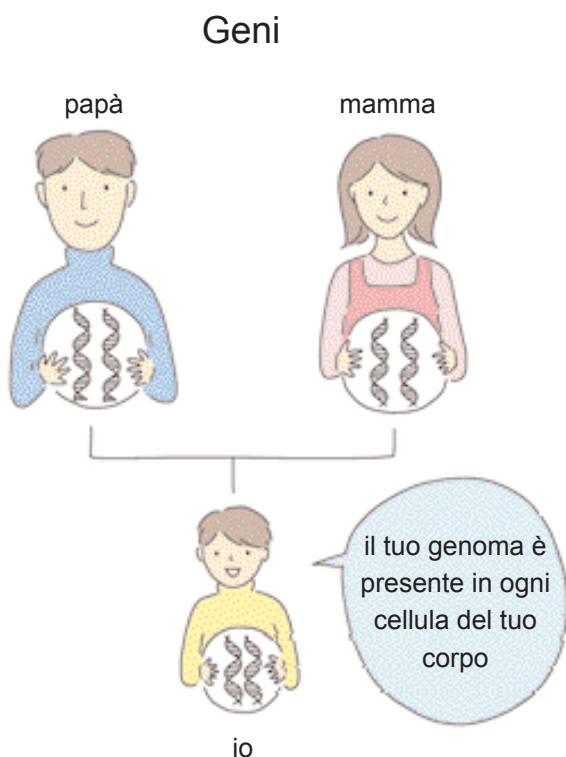 Geni
papà
mamma
il tuo genoma è
presente in ogni
cellula del tuo
corpo
io